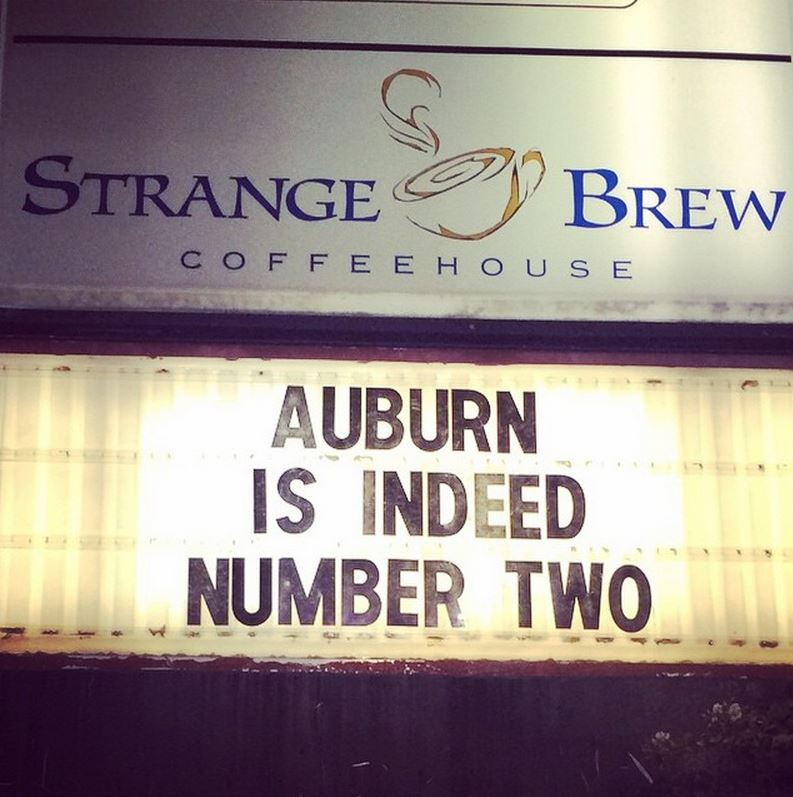 STRANGE BREW
COFFEEHOUSE
AUBURN
IS INDEED
NUMBER TWO